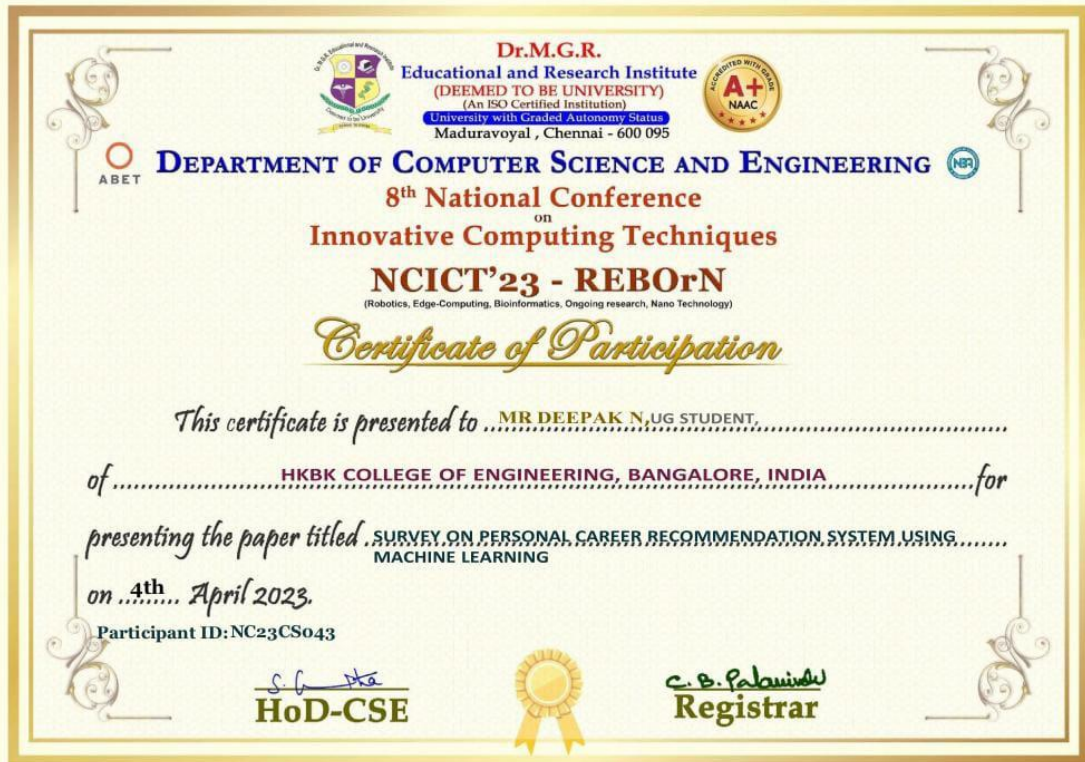 Dr.M.G.R.
Educational and Research Institute
(DEEMED TO BE UNIVERSITY)
(An ISO Certified Institution)
University with Graded Autonomy Status
Maduravoyal , Chennai - 600 095
ACCREDITED WITH GRADE
A+
NAAC
ABET
DEPARTMENT OF COMPUTER SCIENCE AND ENGINEERING
NBA
8th National Conference
on
Innovative Computing Techniques
NCICT'23 - REBOrN
(Robotics, Edge-Computing, Bioinformatics, Ongoing research, Nano Technology)
Certificate of Participation
This certificate is presented to ...MR DEEPAK N,UG STUDENT,...
of ...HKBK COLLEGE OF ENGINEERING, BANGALORE, INDIA...for
presenting the paper titled .SURVEY ON PERSONAL CAREER RECOMMENDATION SYSTEM USING...
MACHINE LEARNING
on ..4th... April 2023.
Participant ID:NC23CS043
HoD-CSE
Registrar